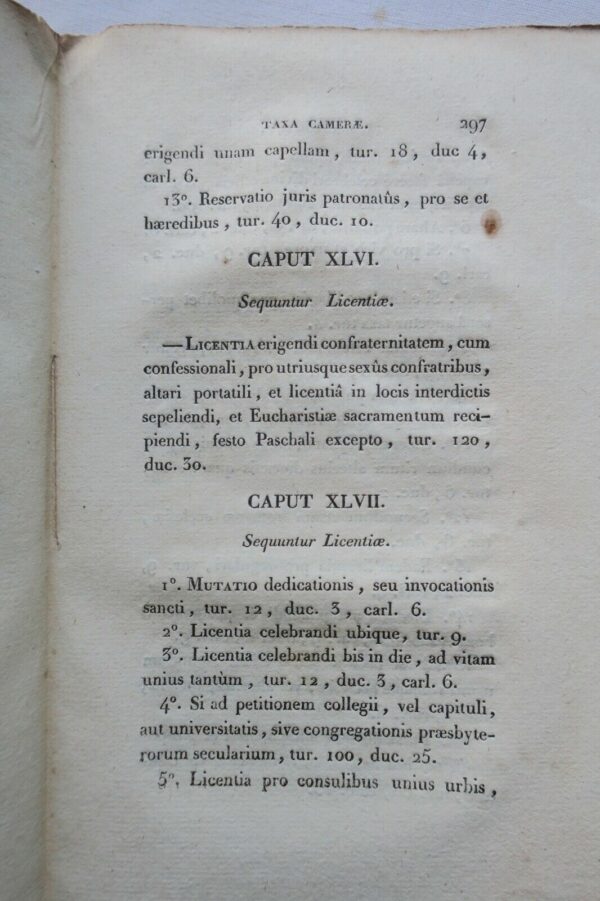 TAXA CAMERÆ. 297
erigendi unam capellam, tur. 18, duc 4,
carl. 6.
13°. Reservatio juris patronatûs, pro se et
hæredibus, tur. 40, duc. 10.
CAPUT XLVI.
Sequuntur Licentiæ.
—LICENTIA erigendi confraternitatem, cum
confessionali, pro utriusque sexûs confratribus,
altari portatili, et licentiâ in locis interdictis
sepeliendi, et Eucharistiæ sacramentum reci-
piendi, festo Paschali excepto, tur. 120,
duc. 30.
CAPUT XLVII.
Sequuntur Licentiæ.
1°. MUTATIO dedicationis, seu invocationis
sancti, tur. 12, duc. 3, carl. 6.
2°. Licentia celebrandi ubique, tur. 9.
3°. Licentia celebrandi bis in die, ad vitam
unius tantùm, tur. 12, duc. 3, carl. 6.
4°. Si ad petitionem collegii, vel capituli,
aut universitatis, sive congregationis præsbyte-
rorum secularium, tur. 100, duc. 25.
5°. Licentia pro consulibus unius urbis,